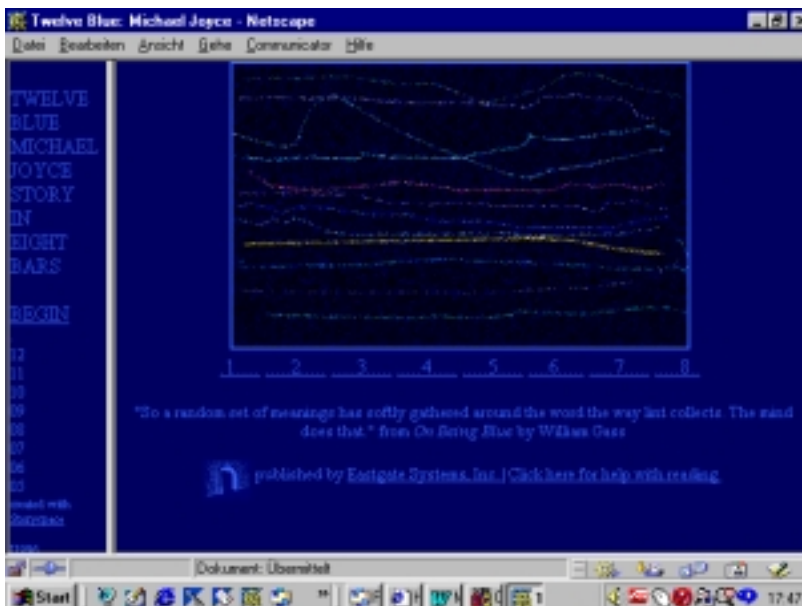 Twelve Blue: Michael Joyce - Netscape
Datei Bearbeiten Ansicht Gehe Communicator Hilfe
TWELVE
BLUE
MICHAEL
JOYCE
STORY
IN
EIGHT
BARS
BEGIN
12
11
10
09
08
07
06
05
created with
Storyspace
1 2 3 4 5 6 7 8
"So a random set of meanings has softly gathered around the word the way lint collects. The mind
does that." from On Being Blue by William Gass
published by Eastgate Systems, Inc. | Click here for help with reading.
Dokument: Übermittelt
Start
17:47